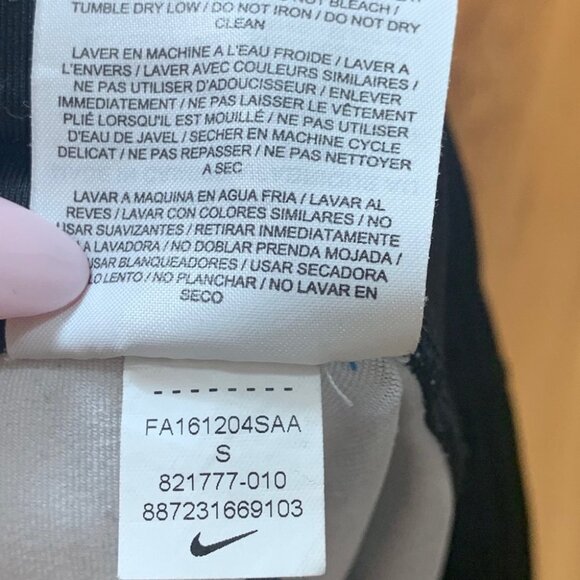 NOT BLEACH /
TUMBLE DRY LOW / DO NOT IRON / DO NOT DRY
CLEAN
LAVER EN MACHINE A L'EAU FROIDE / LAVER A
L'ENVERS / LAVER AVEC COULEURS SIMILAIRES /
NE PAS UTILISER D'ADOUCISSEUR / ENLEVER
IMMEDIATEMENT / NE PAS LAISSER LE VÊTEMENT
PLIÉ LORSQU'IL EST MOUILLÉ / NE PAS UTILISER
D'EAU DE JAVEL / SECHER EN MACHINE CYCLE
DELICAT / NE PAS REPASSER / NE PAS NETTOYER
A SEC
LAVAR A MAQUINA EN AGUA FRIA / LAVAR AL
REVES / LAVAR CON COLORES SIMILARES / NO
USAR SUAVIZANTES / RETIRAR INMEDIATAMENTE
LA LAVADORA / NO DOBLAR PRENDA MOJADA /
USAR BLANQUEADORES / USAR SECADORA
LO LENTO / NO PLANCHAR / NO LAVAR EN
SECO
FA161204SAA
S
821777-010
887231669103